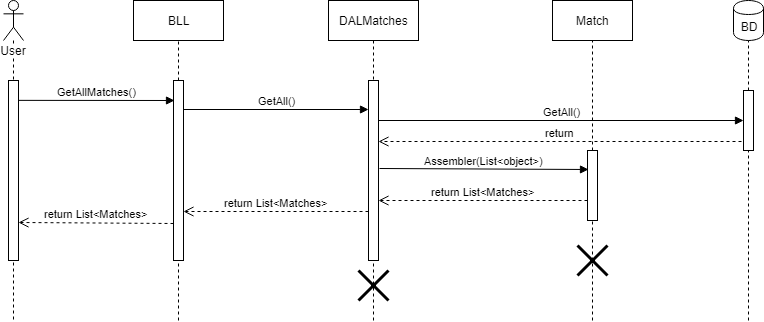 User
BLL
DALMatches
Match
BD
GetAllMatches()
GetAll()
GetAll()
return
Assembler(List<object>)
return List<Matches>
return List<Matches>
return List<Matches>